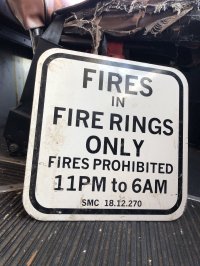 FIRES
IN
FIRE RINGS
ONLY
FIRES PROHIBITED
11PM to 6AM
SMC 18.12.270